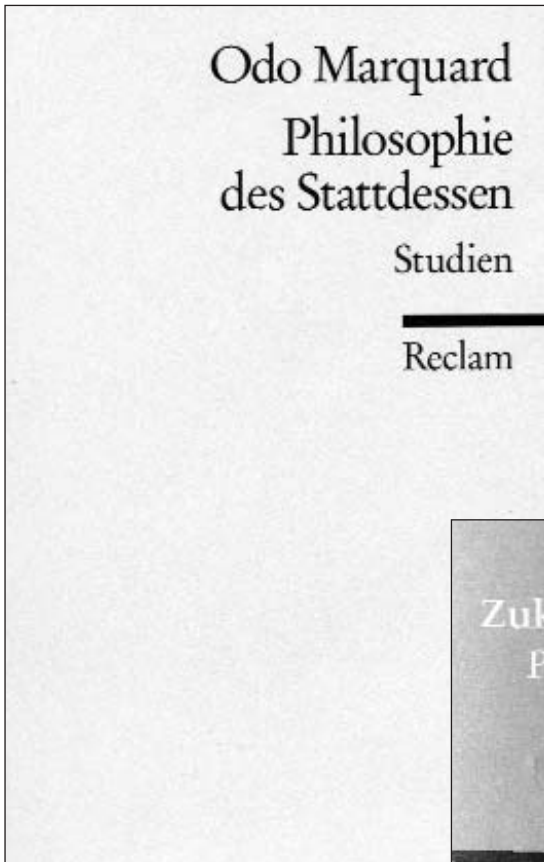 Odo Marquard
Philosophie
des Stattdessen
Studien
Reclam